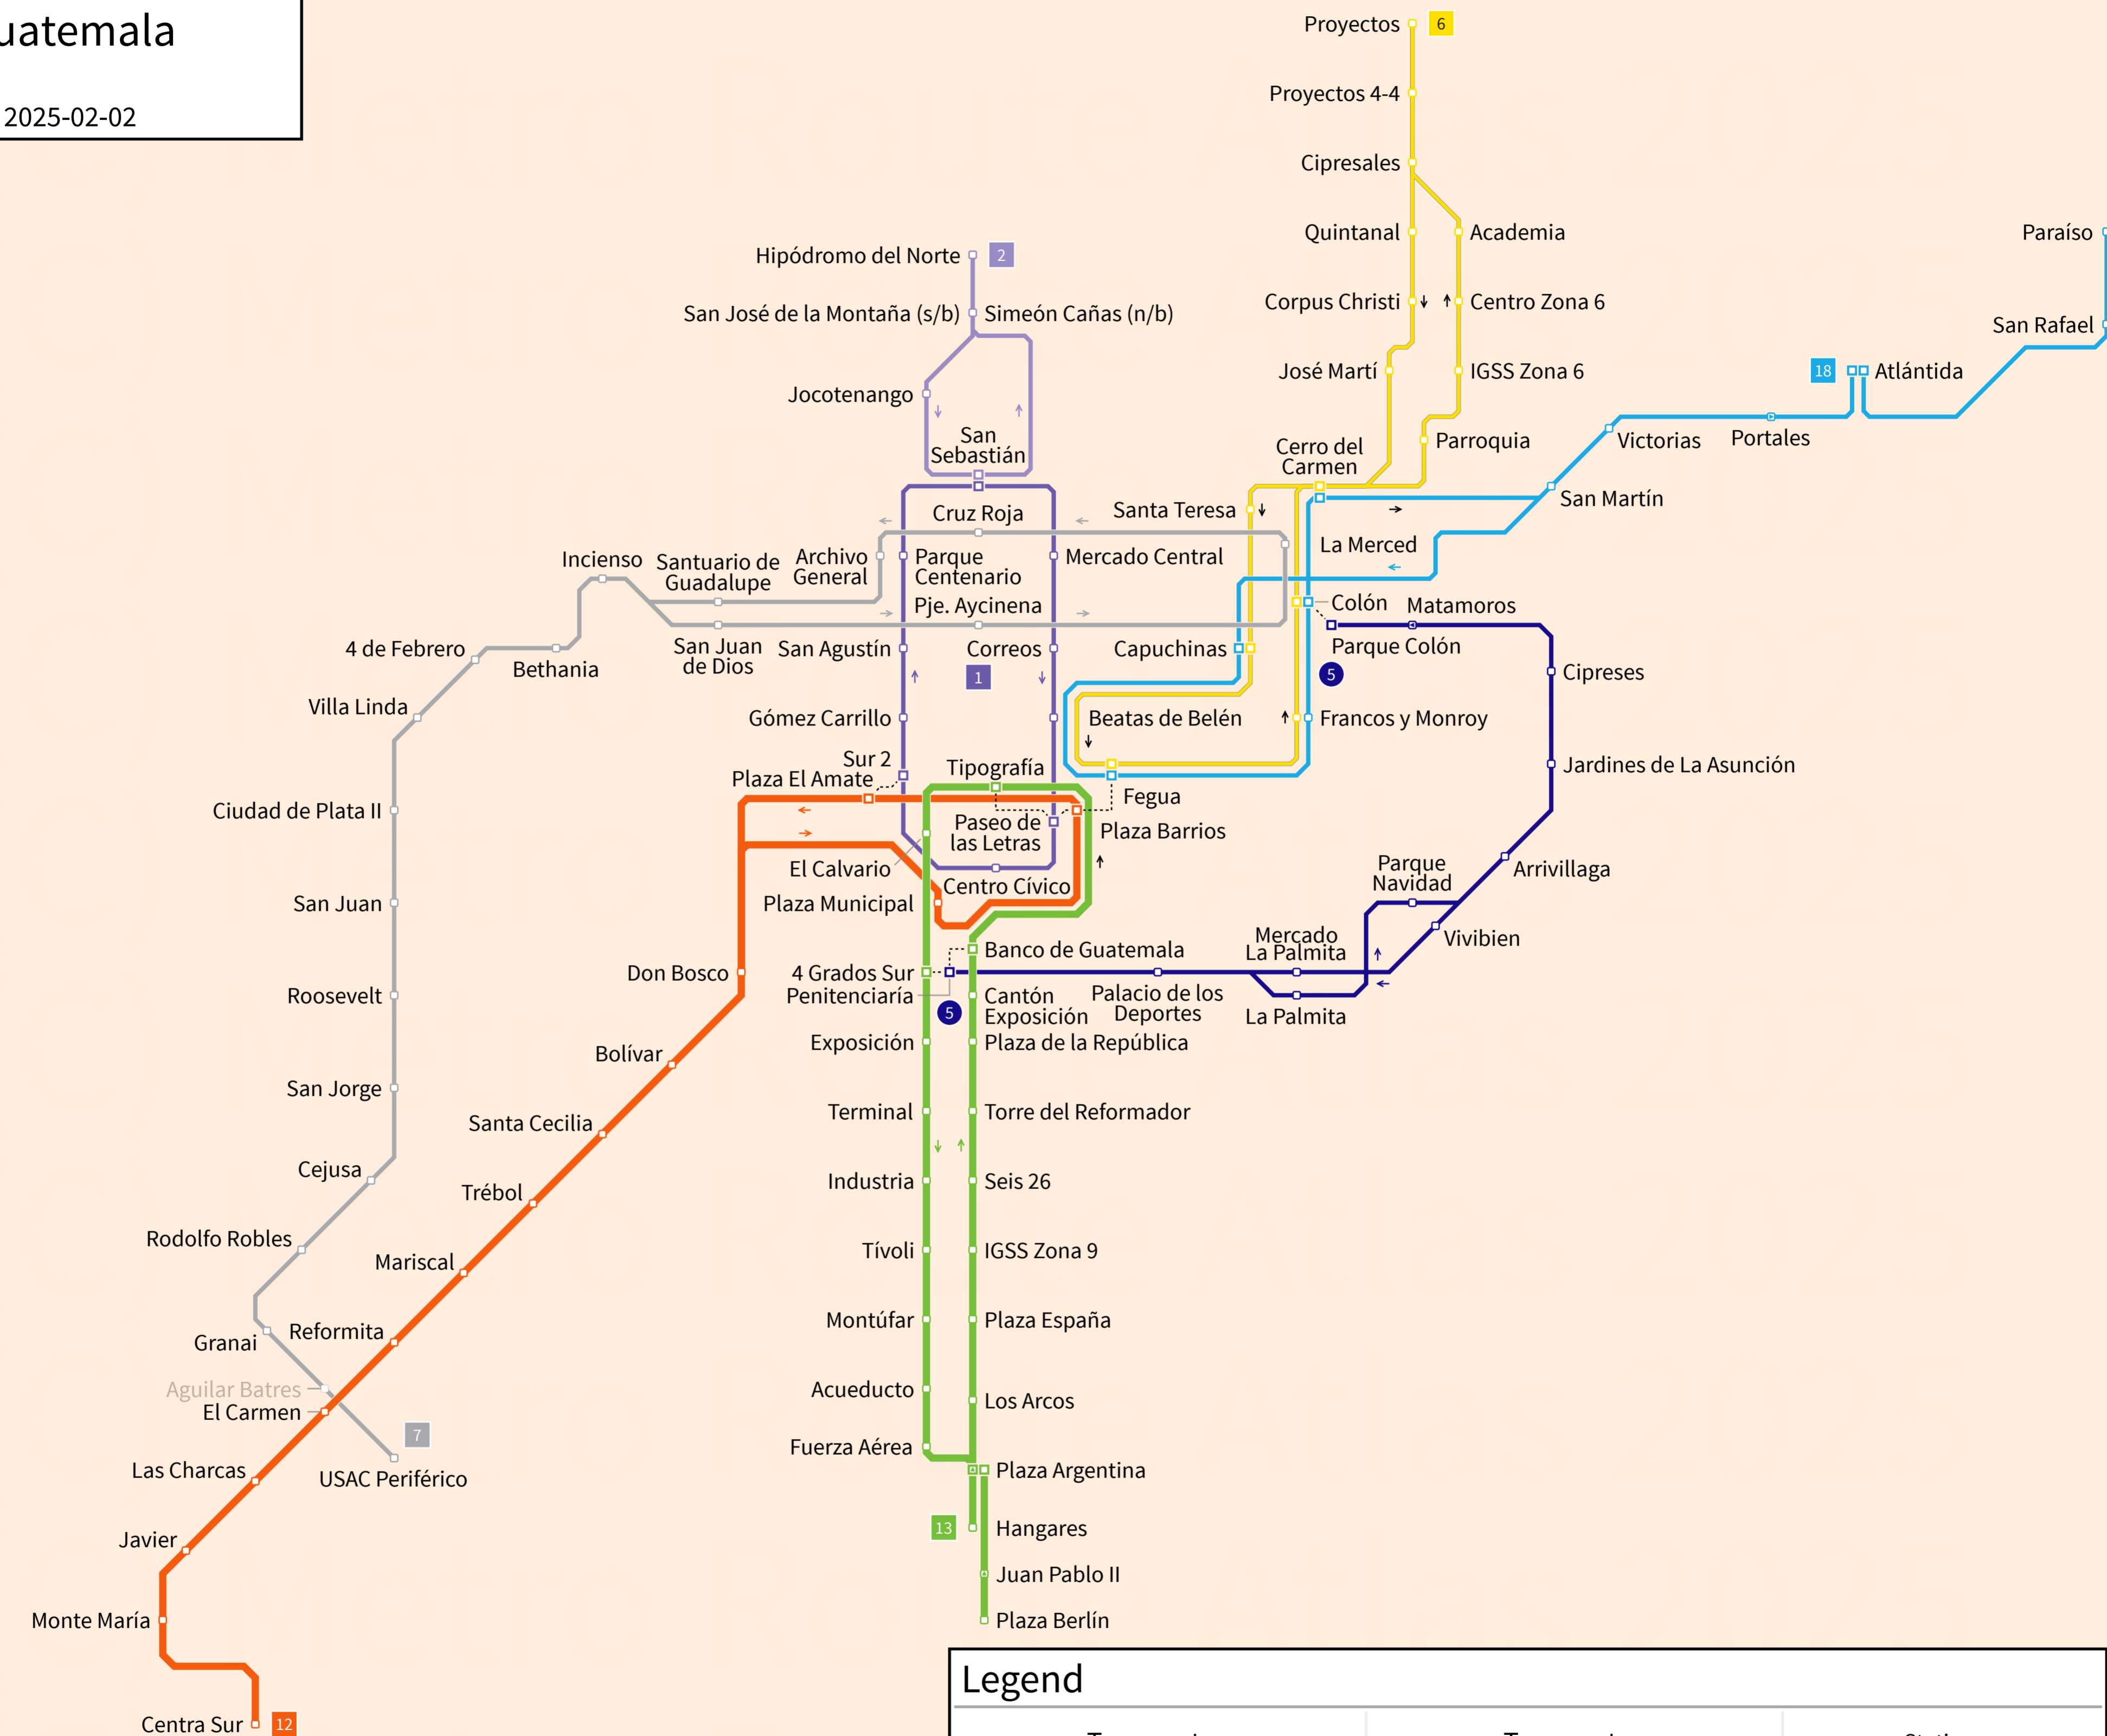 uatemala
2025-02-02
Proyectos
6
Proyectos 4-4
Cipresales
Quintanal
Academia
Paraíso
Hipódromo del Norte
2
San José de la Montaña (s/b)
Simeón Cañas (n/b)
Corpus Christi
Centro Zona 6
San Rafael
José Martí
IGSS Zona 6
18
Atlántida
Jocotenango
San
Sebastián
Cerro del
Carmen
Parroquia
Victorias
Portales
San Martín
Santa Teresa
Cruz Roja
La Merced
Incienso
Santuario de
Guadalupe
Archivo
General
Parque
Centenario
Mercado Central
Pje. Aycinena
Colón
Matamoros
4 de Febrero
Bethania
San Juan
de Dios
San Agustín
Correos
1
Capuchinas
Parque Colón
5
Cipreses
Villa Linda
Gómez Carrillo
Beatas de Belén
Francos y Monroy
Sur 2
Plaza El Amate
Tipografía
Fegua
Jardines de La Asunción
Ciudad de Plata II
Paseo de
las Letras
Plaza Barrios
El Calvario
Centro Cívico
Parque
Navidad
Arrivillaga
San Juan
Plaza Municipal
Banco de Guatemala
Mercado
La Palmita
Vivibien
Don Bosco
4 Grados Sur
Penitenciaría
5
Cantón
Exposición
Palacio de los
Deportes
La Palmita
Roosevelt
Exposición
Plaza de la República
Bolívar
San Jorge
Santa Cecilia
Terminal
Torre del Reformador
Cejusa
Trébol
Industria
Seis 26
Rodolfo Robles
Mariscal
Tívoli
IGSS Zona 9
Granai
Reformita
Montúfar
Plaza España
Aguilar Batres
El Carmen
Acueducto
Los Arcos
7
Fuerza Aérea
Las Charcas
USAC Periférico
Plaza Argentina
Javier
13
Hangares
Juan Pablo II
Monte María
Plaza Berlín
Legend
Centra Sur
12